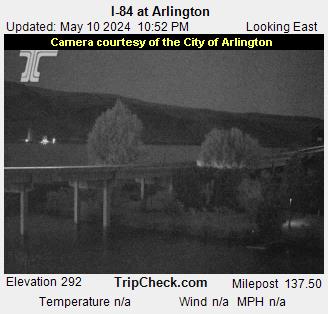 I-84 at Arlington
Updated: May 10 2024 10:52 PM Looking East
Camera courtesy of the City of Arlington
Elevation 292 TripCheck.com Milepost 137.50
Temperature n/a Wind n/a MPH n/a